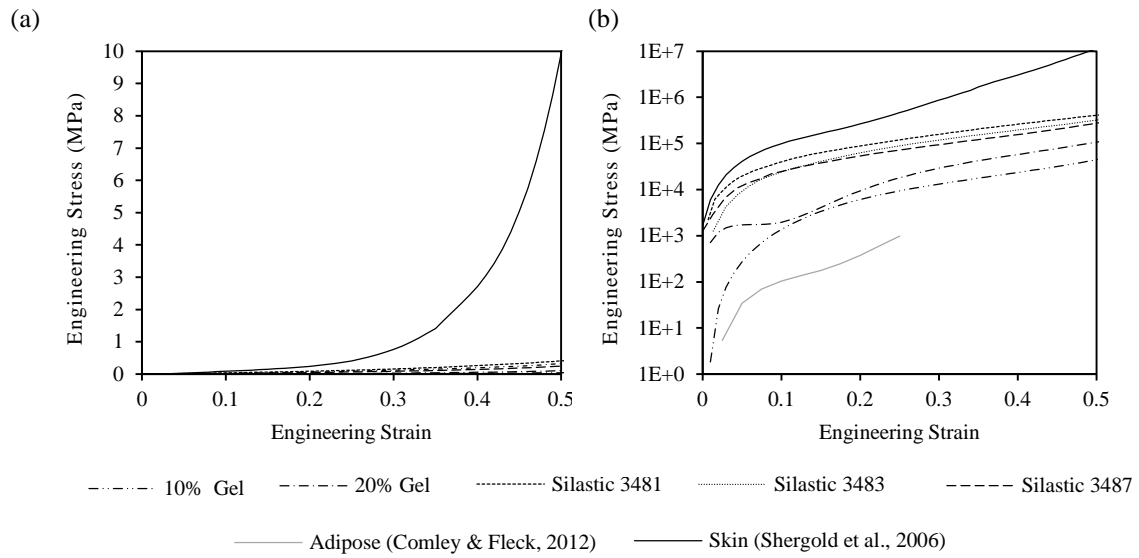 (a)
(b)
Engineering Stress (MPa)
10
9
8
7
6
5
4
3
2
1
0
0 0.1 0.2 0.3 0.4 0.5
Engineering Strain
Engineering Stress (MPa)
1E+7
1E+6
1E+5
1E+4
1E+3
1E+2
1E+1
1E+0
0 0.1 0.2 0.3 0.4 0.5
Engineering Strain
10% Gel 20% Gel Silastic 3481 Silastic 3483 Silastic 3487
Adipose (Comley & Fleck, 2012) Skin (Shergold et al., 2006)